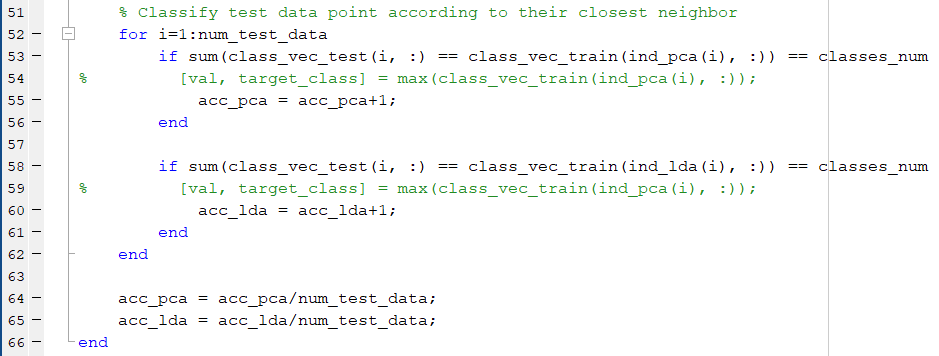 51 % Classify test data point according to their closest neighbor
52 — for i=1:num_test_data
53 — if sum(class_vec_test(i, :) == class_vec_train(ind_pca(i), :)) == classes_num
54 % [val, target_class] = max(class_vec_train(ind_pca(i), :));
55 — acc_pca = acc_pca+1;
56 — end
57
58 — if sum(class_vec_test(i, :) == class_vec_train(ind_lda(i), :)) == classes_num
59 % [val, target_class] = max(class_vec_train(ind_pca(i), :));
60 — acc_lda = acc_lda+1;
61 — end
62 — end
63
64 — acc_pca = acc_pca/num_test_data;
65 — acc_lda = acc_lda/num_test_data;
66 — end